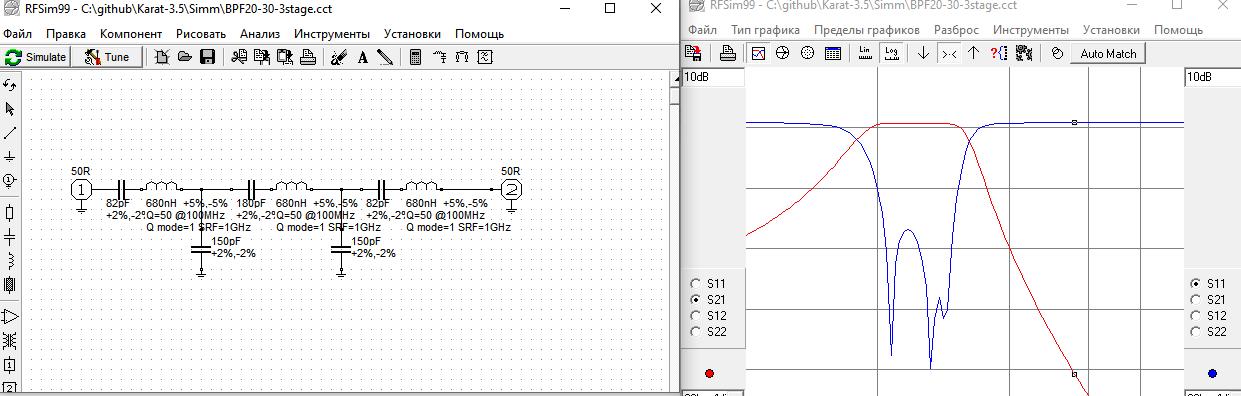 RFSim99 - C:\github\Karat-3.5\Simm\BPF20-30-3stage.cct
Файл Правка Компонент Рисовать Анализ Инструменты Установки Помощь
Simulate Tune A
50R 50R
1 2
82pF 680nH +5%,-5% 180pF 680nH +5%,-5% 82pF 680nH +5%,-5%
+2%,-2% Q=50 @100MHz +2%,-2% Q=50 @100MHz +2%,-2% Q=50 @100MHz
Q mode=1 SRF=1GHz Q mode=1 SRF=1GHz Q mode=1 SRF=1GHz
150pF 150pF
+2%,-2% +2%,-2%
1
1
2
RFSim99 - C:\github\Karat-3.5\Simm\BPF20-30-3stage.cct
Файл Тип графика Пределы графиков Разброс Инструменты Установки Помощь
Lin Log Auto Match
10dB 10dB
S11 S11
S21 S21
S12 S12
S22 S22